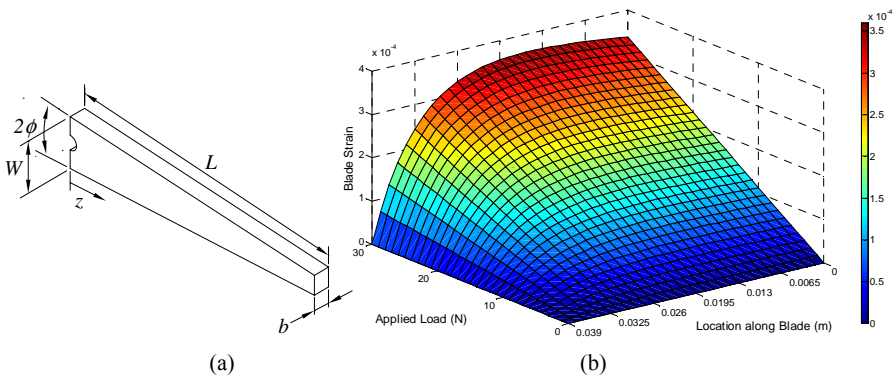 2ϕ
W
z
L
b
(a)
x 10⁻⁴
4
3
2
1
0
Blade Strain
30
20
10
0
Applied Load (N)
0.039
0.0325
0.026
0.0195
0.013
0.0065
0
Location along Blade (m)
(b)
x 10⁻⁴
3.5
3
2.5
2
1.5
1
0.5
0